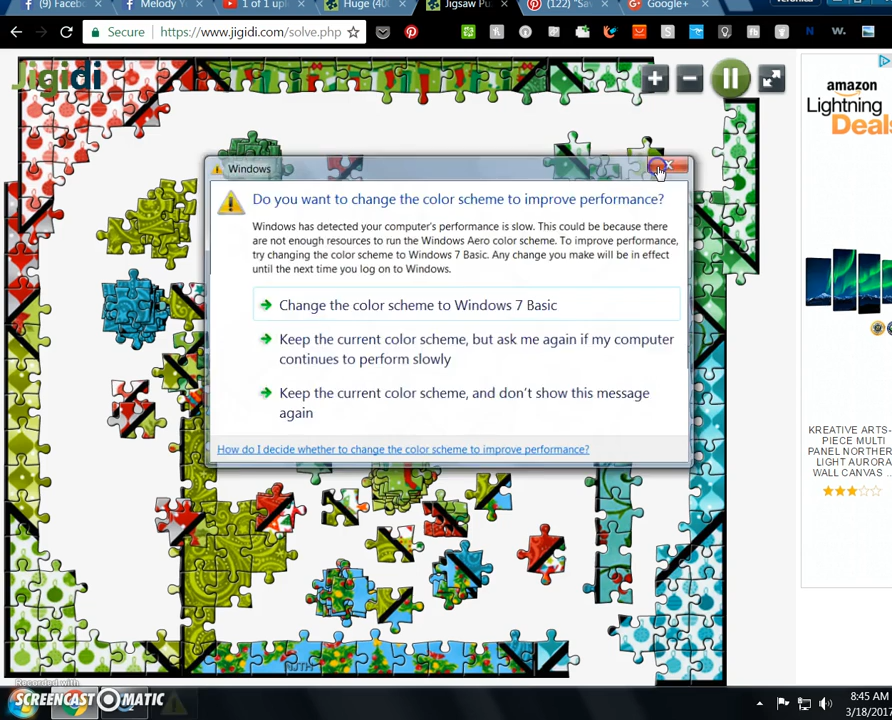 (9) Faceb
Melody Y
1 of 1 upl
Huge (40
Jigsaw Pu
(122) "Sav
Google+
Secure
https://www.jigidi.com/solve.php
Jigidi
amazon
Lightning
Deals
Windows
Do you want to change the color scheme to improve performance?
Windows has detected your computer's performance is slow. This could be because there
are not enough resources to run the Windows Aero color scheme. To improve performance,
try changing the color scheme to Windows 7 Basic. Any change you make will be in effect
until the next time you log on to Windows.
Change the color scheme to Windows 7 Basic
Keep the current color scheme, but ask me again if my computer
continues to perform slowly
Keep the current color scheme, and don't show this message
again
How do I decide whether to change the color scheme to improve performance?
KREATIVE ARTS-
PIECE MULTI
PANEL NORTHER
LIGHT AURORA
WALL CANVAS ..
Recorded with
SCREENCAST MATIC
8:45 AM
3/18/2017